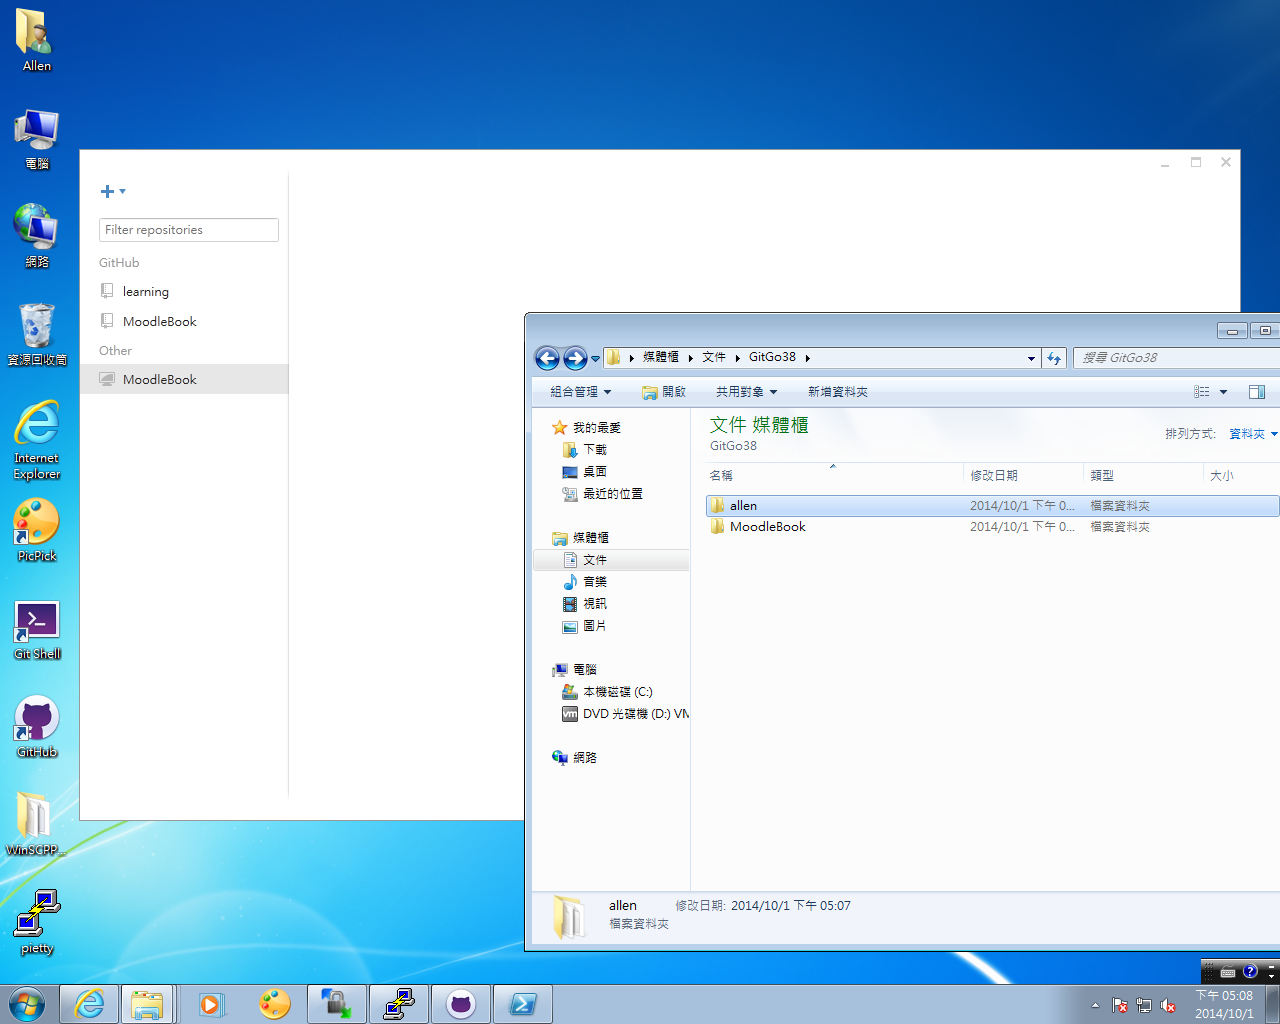 Allen
電腦
網路
資源回收筒
Internet
Explorer
PicPick
Git Shell
GitHub
WinSCPP...
pietty
Filter repositories
GitHub
learning
MoodleBook
Other
MoodleBook
媒體櫃
文件
GitGo38
搜尋 GitGo38
組合管理
開啟
共用對象
新增資料夾
我的最愛
下載
桌面
最近的位置
媒體櫃
文件
音樂
視訊
圖片
電腦
本機磁碟 (C:)
DVD 光碟機 (D:) VM
網路
文件 媒體櫃
GitGo38
排列方式: 資料夾
名稱 修改日期 類型 大小
allen 2014/10/1 下午 0... 檔案資料夾
MoodleBook 2014/10/1 下午 0... 檔案資料夾
allen 修改日期: 2014/10/1 下午 05:07
檔案資料夾
下午 05:08
2014/10/1